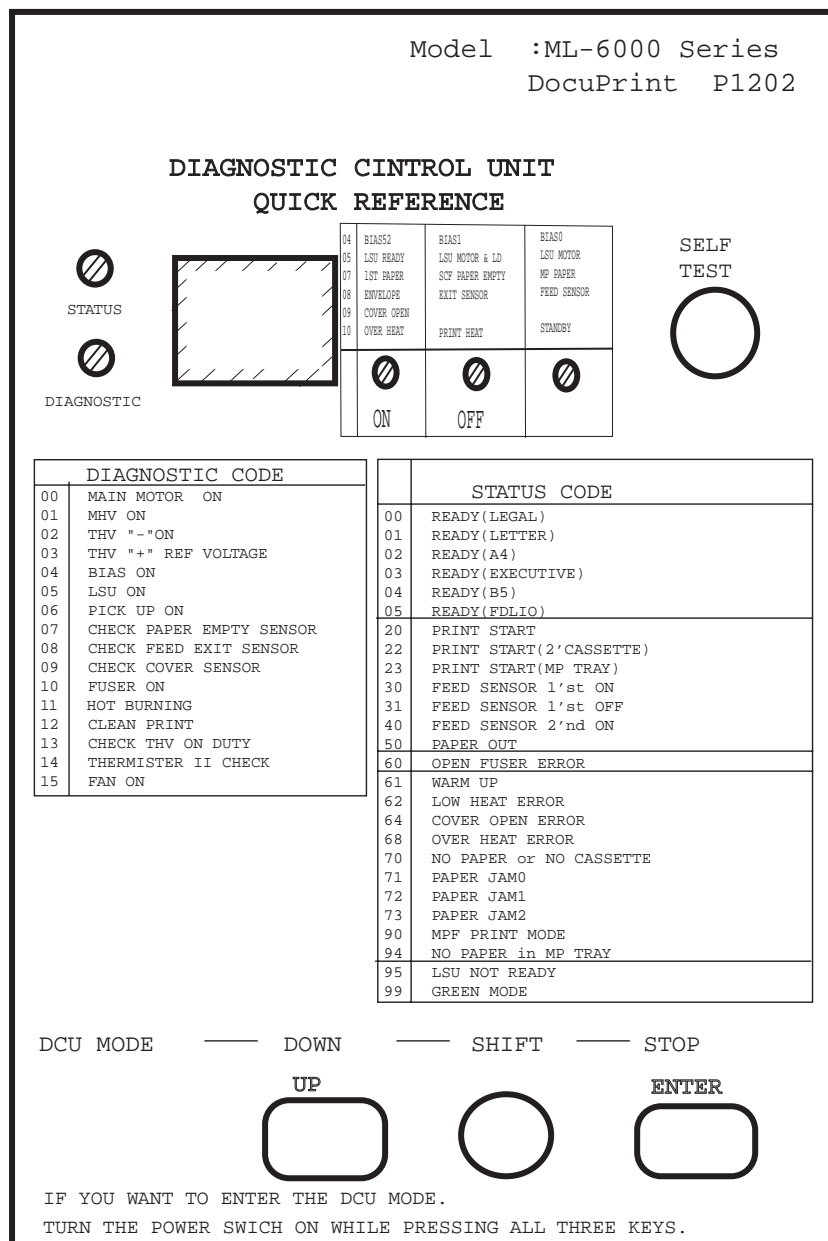 Model :ML-6000 Series
DocuPrint P1202
DIAGNOSTIC CINTROL UNIT
QUICK REFERENCE
STATUS
DIAGNOSTIC
04 BIAS52 BIAS1 BIAS0
05 LSU READY LSU MOTOR & LD LSU MOTOR
07 1ST PAPER SCF PAPER EMPTY MP PAPER
08 ENVELOPE EXIT SENSOR FEED SENSOR
09 COVER OPEN
10 OVER HEAT PRINT HEAT STANDBY
ON OFF
SELF
TEST
DIAGNOSTIC CODE
00 MAIN MOTOR ON
01 MHV ON
02 THV "-"ON
03 THV "+" REF VOLTAGE
04 BIAS ON
05 LSU ON
06 PICK UP ON
07 CHECK PAPER EMPTY SENSOR
08 CHECK FEED EXIT SENSOR
09 CHECK COVER SENSOR
10 FUSER ON
11 HOT BURNING
12 CLEAN PRINT
13 CHECK THV ON DUTY
14 THERMISTER II CHECK
15 FAN ON
STATUS CODE
00 READY(LEGAL)
01 READY(LETTER)
02 READY(A4)
03 READY(EXECUTIVE)
04 READY(B5)
05 READY(FDLIO)
20 PRINT START
22 PRINT START(2’CASSETTE)
23 PRINT START(MP TRAY)
30 FEED SENSOR 1’st ON
31 FEED SENSOR 1’st OFF
40 FEED SENSOR 2’nd ON
50 PAPER OUT
60 OPEN FUSER ERROR
61 WARM UP
62 LOW HEAT ERROR
64 COVER OPEN ERROR
68 OVER HEAT ERROR
70 NO PAPER or NO CASSETTE
71 PAPER JAM0
72 PAPER JAM1
73 PAPER JAM2
90 MPF PRINT MODE
94 NO PAPER in MP TRAY
95 LSU NOT READY
99 GREEN MODE
DCU MODE DOWN SHIFT STOP
UP ENTER
IF YOU WANT TO ENTER THE DCU MODE.
TURN THE POWER SWICH ON WHILE PRESSING ALL THREE KEYS.